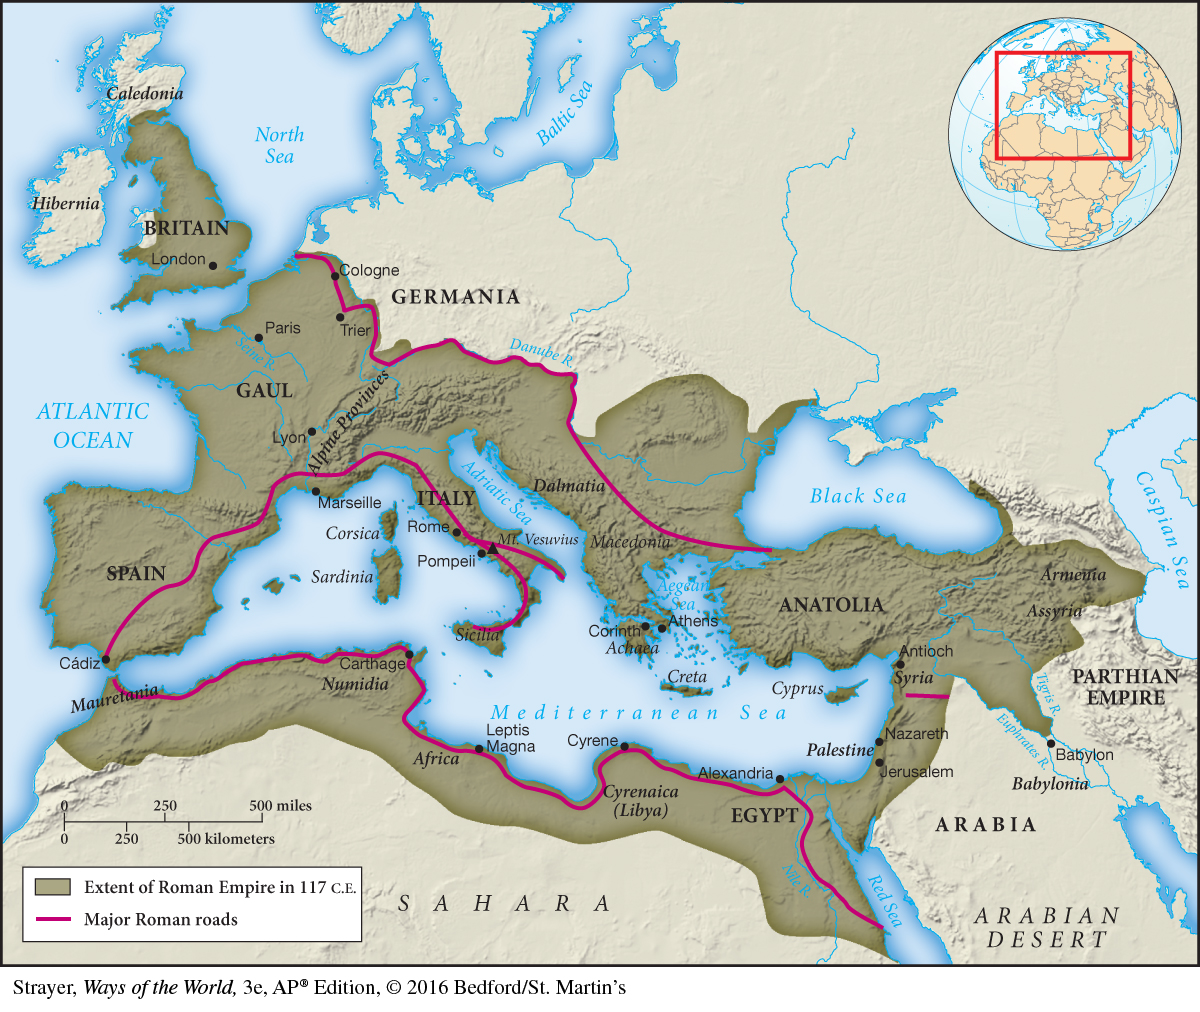 Caledonia
North
Sea
Baltic Sea
Hibernia
BRITAIN
London
Cologne
GERMANIA
Trier
Paris
Seine R.
Danube R.
GAUL
ATLANTIC
OCEAN
Alpine Provinces
Lyon
Marseille
ITALY
Adriatic Sea
Dalmatia
Black Sea
Caspian Sea
Corsica
Rome
Mt. Vesuvius
Macedonia
Pompeii
SPAIN
Sardinia
Aegean
Sea
ANATOLIA
Armenia
Assyria
Sicilia
Corinth
Athens
Achaea
Cádiz
Carthage
Numidia
Mauretania
Creta
Cyprus
Antioch
Syria
PARTHIAN
EMPIRE
Tigris R.
Euphrates R.
Mediterranean Sea
Leptis
Magna
Africa
Cyrene
Cyrenaica
(Libya)
Alexandria
Palestine
Nazareth
Jerusalem
Babylon
Babylonia
EGYPT
ARABIA
Nile R.
Red Sea
0 250 500 miles
0 250 500 kilometers
SAHARA
ARABIAN
DESERT
Extent of Roman Empire in 117 C.E.
Major Roman roads
Strayer, Ways of the World, 3e, AP® Edition, © 2016 Bedford/St. Martin's